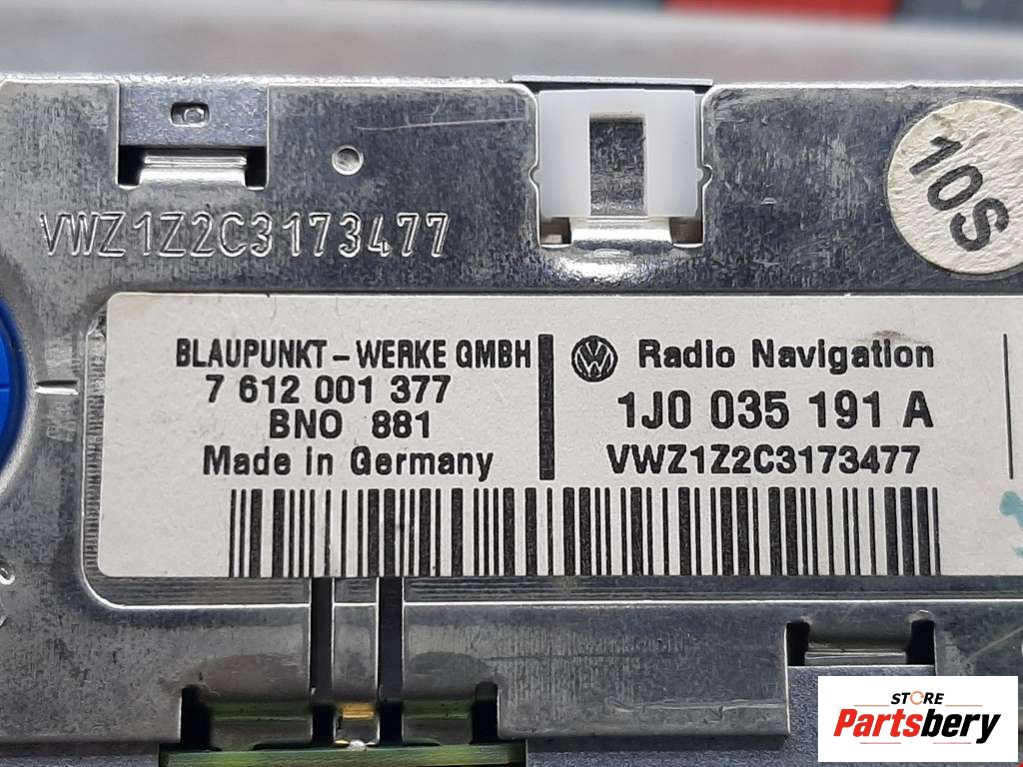 VWZ1Z2C3173477
10S
BLAUPUNKT - WERKE GMBH
7 612 001 377
BNO 881
Made in Germany
VW
Radio Navigation
1J0 035 191 A
VWZ1Z2C3173477
STORE
Partsbery